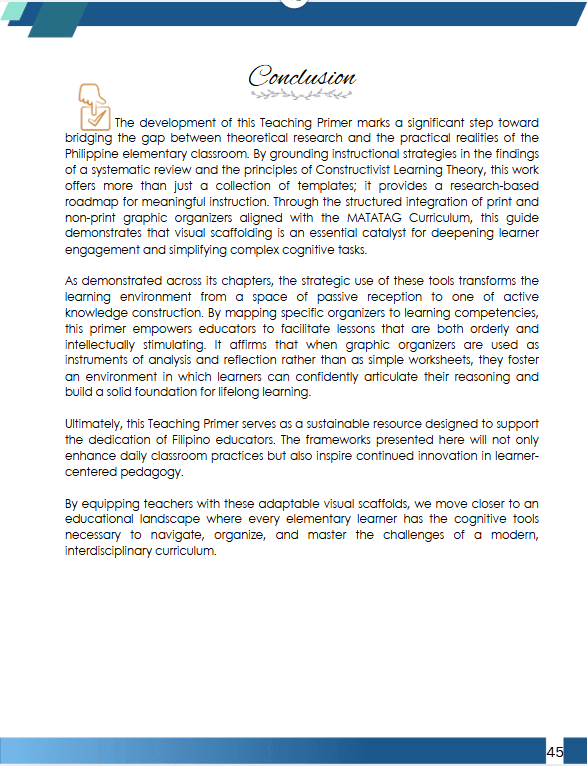 Conclusion
The development of this Teaching Primer marks a significant step toward
bridging the gap between theoretical research and the practical realities of the
Philippine elementary classroom. By grounding instructional strategies in the findings
of a systematic review and the principles of Constructivist Learning Theory, this work
offers more than just a collection of templates; it provides a research-based
roadmap for meaningful instruction. Through the structured integration of print and
non-print graphic organizers aligned with the MATATAG Curriculum, this guide
demonstrates that visual scaffolding is an essential catalyst for deepening learner
engagement and simplifying complex cognitive tasks.
As demonstrated across its chapters, the strategic use of these tools transforms the
learning environment from a space of passive reception to one of active
knowledge construction. By mapping specific organizers to learning competencies,
this primer empowers educators to facilitate lessons that are both orderly and
intellectually stimulating. It affirms that when graphic organizers are used as
instruments of analysis and reflection rather than as simple worksheets, they foster
an environment in which learners can confidently articulate their reasoning and
build a solid foundation for lifelong learning.
Ultimately, this Teaching Primer serves as a sustainable resource designed to support
the dedication of Filipino educators. The frameworks presented here will not only
enhance daily classroom practices but also inspire continued innovation in learner-
centered pedagogy.
By equipping teachers with these adaptable visual scaffolds, we move closer to an
educational landscape where every elementary learner has the cognitive tools
necessary to navigate, organize, and master the challenges of a modern,
interdisciplinary curriculum.
45